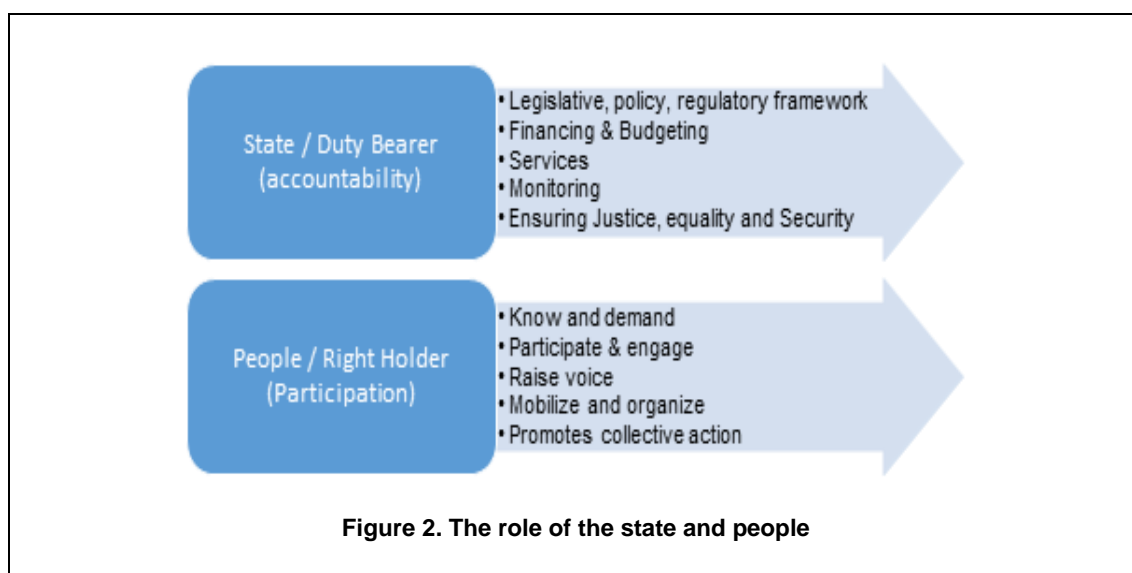 State / Duty Bearer
(accountability)
• Legislative, policy, regulatory framework
• Financing & Budgeting
• Services
• Monitoring
• Ensuring Justice, equality and Security
People / Right Holder
(Participation)
• Know and demand
• Participate & engage
• Raise voice
• Mobilize and organize
• Promotes collective action
Figure 2. The role of the state and people